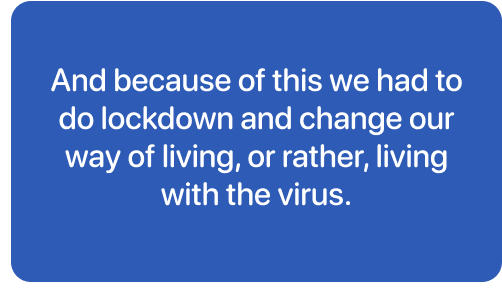 And because of this we had to
do lockdown and change our
way of living, or rather, living
with the virus.